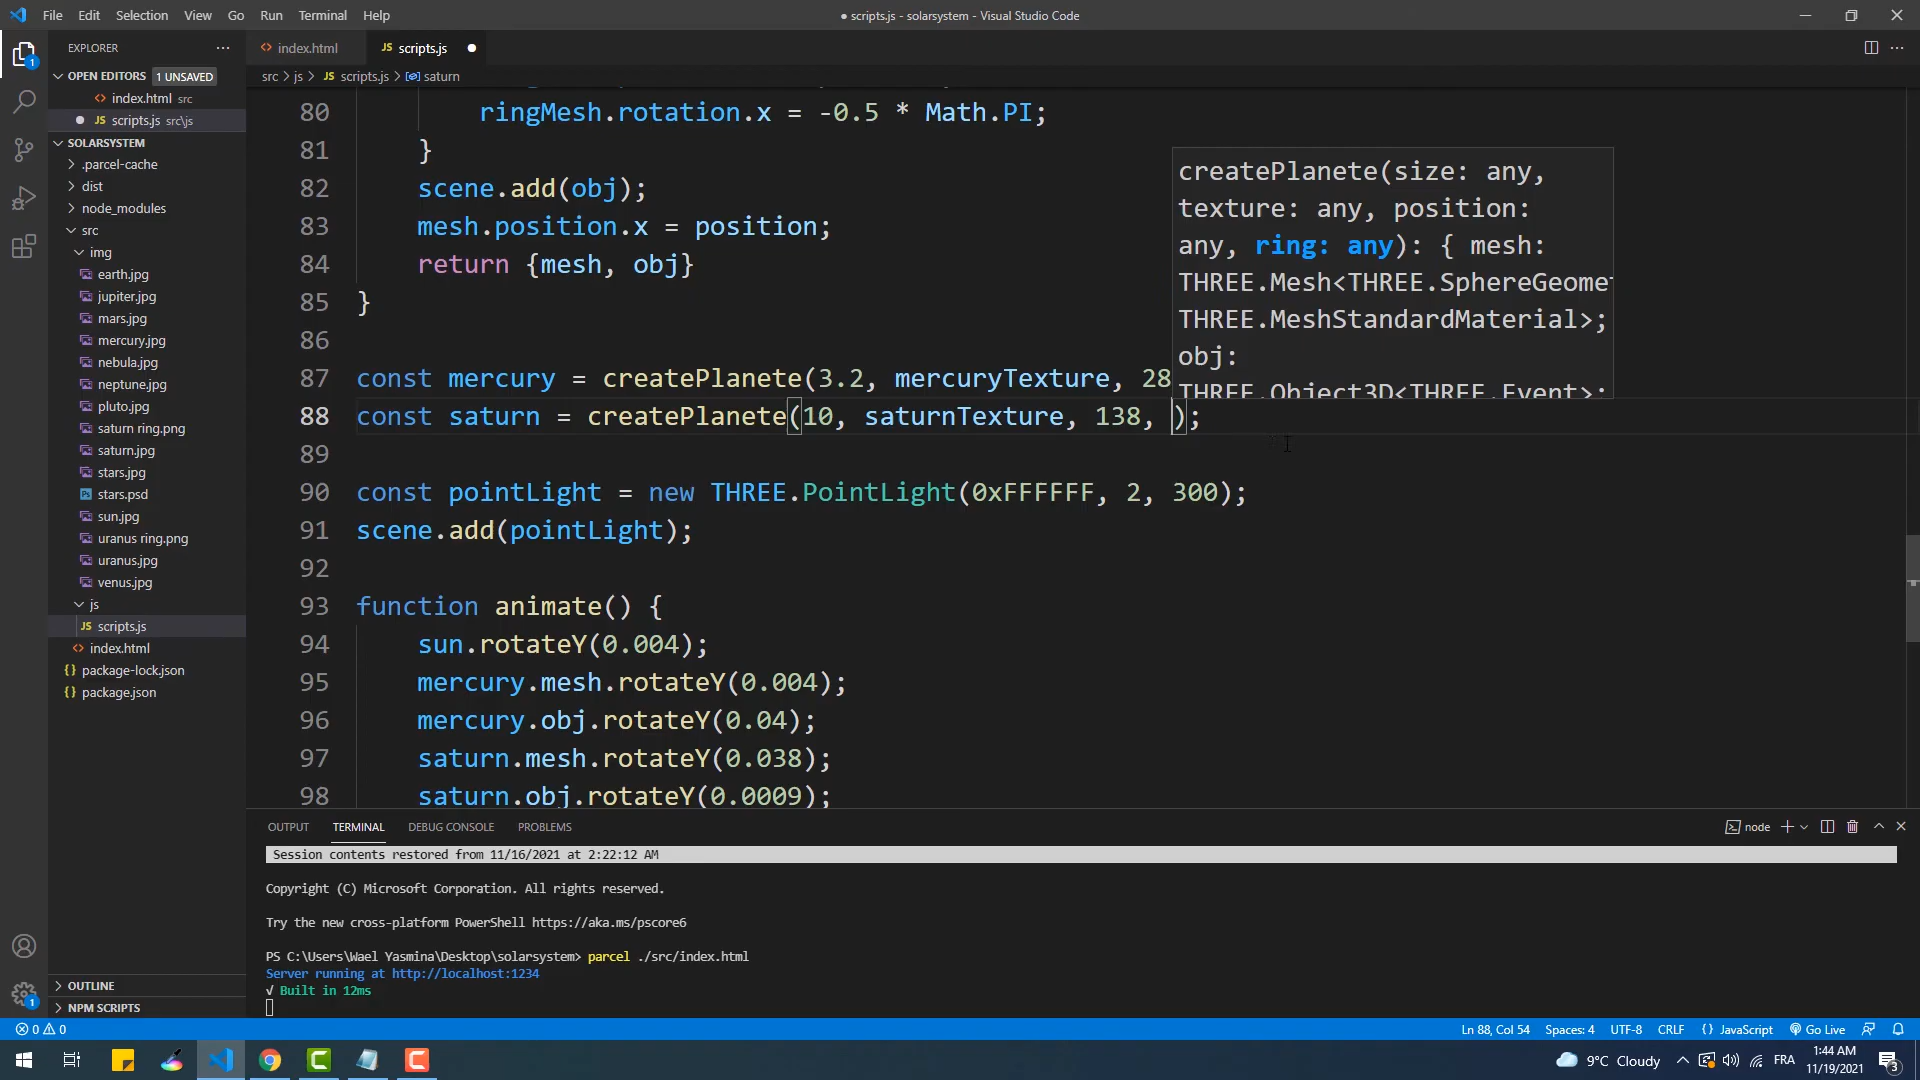 File Edit Selection View Go Run Terminal Help
● scripts.js - solarsystem - Visual Studio Code
EXPLORER
OPEN EDITORS 1 UNSAVED
index.html src
scripts.js src\js
SOLARSYSTEM
.parcel-cache
dist
node_modules
src
img
earth.jpg
jupiter.jpg
mars.jpg
mercury.jpg
nebula.jpg
neptune.jpg
pluto.jpg
saturn ring.png
saturn.jpg
stars.jpg
stars.psd
sun.jpg
uranus ring.png
uranus.jpg
venus.jpg
js
scripts.js
index.html
package-lock.json
package.json
OUTLINE
NPM SCRIPTS
index.html JS scripts.js
src > js > JS scripts.js > saturn
80 ringMesh.rotation.x = -0.5 * Math.PI;
81 }
82 scene.add(obj);
83 mesh.position.x = position;
84 return {mesh, obj}
85 }
86
87 const mercury = createPlanete(3.2, mercuryTexture, 28
88 const saturn = createPlanete(10, saturnTexture, 138, );
89
90 const pointLight = new THREE.PointLight(0xFFFFFF, 2, 300);
91 scene.add(pointLight);
92
93 function animate() {
94 sun.rotateY(0.004);
95 mercury.mesh.rotateY(0.004);
96 mercury.obj.rotateY(0.04);
97 saturn.mesh.rotateY(0.038);
98 saturn.obj.rotateY(0.0009);
createPlanete(size: any,
texture: any, position:
any, ring: any): { mesh:
THREE.Mesh<THREE.SphereGeome
THREE.MeshStandardMaterial>;
obj:
THREE.Object3D<THREE.Event>;
OUTPUT TERMINAL DEBUG CONSOLE PROBLEMS
node
Session contents restored from 11/16/2021 at 2:22:12 AM
Copyright (C) Microsoft Corporation. All rights reserved.
Try the new cross-platform PowerShell https://aka.ms/pscore6
PS C:\Users\Wael Yasmina\Desktop\solarsystem> parcel ./src/index.html
Server running at http://localhost:1234
√ Built in 12ms
0 0
Ln 88, Col 54 Spaces: 4 UTF-8 CRLF {} JavaScript Go Live
9°C Cloudy
FRA
1:44 AM
11/19/2021
3